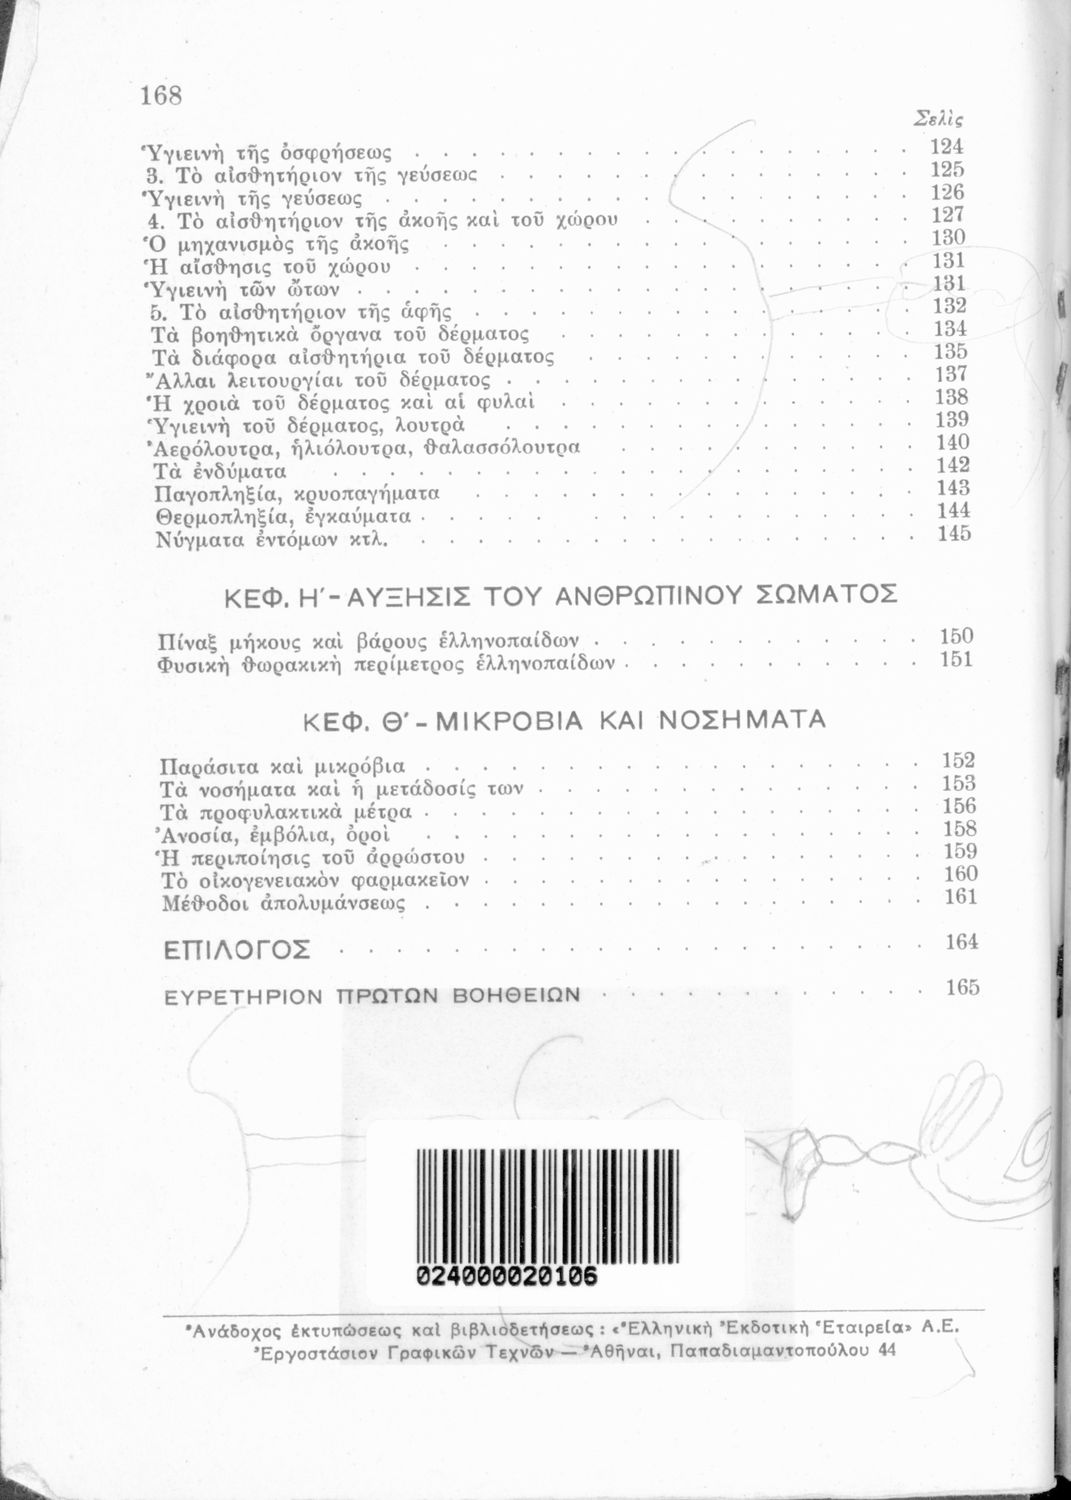 168
Σελὶς
Ὑγιεινὴ τῆς ὀσφρήσεως . . . . . . . . . . . . . . . . . . 124
3. Τὸ αἰσθητήριον τῆς γεύσεως . . . . . . . . . . . . . . . 125
Ὑγιεινὴ τῆς γεύσεως . . . . . . . . . . . . . . . . . . . 126
4. Τὸ αἰσθητήριον τῆς ἀκοῆς καὶ τοῦ χώρου . . . . . . . . . . 127
Ὁ μηχανισμὸς τῆς ἀκοῆς . . . . . . . . . . . . . . . . . 130
Ἡ αἴσθησις τοῦ χώρου . . . . . . . . . . . . . . . . . . 131
Ὑγιεινὴ τῶν ὤτων . . . . . . . . . . . . . . . . . . . . 131
5. Τὸ αἰσθητήριον τῆς ἁφῆς . . . . . . . . . . . . . . . . 132
Τὰ βοηθητικὰ ὄργανα τοῦ δέρματος . . . . . . . . . . . . . 134
Τὰ διάφορα αἰσθητήρια τοῦ δέρματος . . . . . . . . . . . . 135
Ἄλλαι λειτουργίαι τοῦ δέρματος . . . . . . . . . . . . . . . 137
Ἡ χροιὰ τοῦ δέρματος καὶ αἱ φυλαὶ . . . . . . . . . . . . . 138
Ὑγιεινὴ τοῦ δέρματος, λουτρὰ . . . . . . . . . . . . . . . 139
Ἀερόλουτρα, ἡλιόλουτρα, θαλασσόλουτρα . . . . . . . . . . . 140
Τὰ ἐνδύματα . . . . . . . . . . . . . . . . . . . . . 142
Παγοπληξία, κρυοπαγήματα . . . . . . . . . . . . . . . . 143
Θερμοπληξία, ἐγκαύματα . . . . . . . . . . . . . . . . . 144
Νύγματα ἐντόμων κτλ. . . . . . . . . . . . . . . . . . . 145
ΚΕΦ. Η΄ - ΑΥΞΗΣΙΣ ΤΟΥ ΑΝΘΡΩΠΙΝΟΥ ΣΩΜΑΤΟΣ
Πίναξ μήκους καὶ βάρους ἑλληνοπαίδων . . . . . . . . . . . . 150
Φυσικὴ θωρακικὴ περίμετρος ἑλληνοπαίδων . . . . . . . . . . . 151
ΚΕΦ. Θ΄ - ΜΙΚΡΟΒΙΑ ΚΑΙ ΝΟΣΗΜΑΤΑ
Παράσιτα καὶ μικρόβια . . . . . . . . . . . . . . . . . . 152
Τὰ νοσήματα καὶ ἡ μετάδοσίς των . . . . . . . . . . . . . . 153
Τὰ προφυλακτικὰ μέτρα . . . . . . . . . . . . . . . . . . 156
Ἀνοσία, ἐμβόλια, ὀροὶ . . . . . . . . . . . . . . . . . . 158
Ἡ περιποίησις τοῦ ἀρρώστου . . . . . . . . . . . . . . . . 159
Τὸ οἰκογενειακὸν φαρμακεῖον . . . . . . . . . . . . . . . . 160
Μέθοδοι ἀπολυμάνσεως . . . . . . . . . . . . . . . . . . 161
ΕΠΙΛΟΓΟΣ . . . . . . . . . . . . . . . . . . . . . 164
ΕΥΡΕΤΗΡΙΟΝ ΠΡΩΤΩΝ ΒΟΗΘΕΙΩΝ . . . . . . . . . . . . 165
024000020106
Ἀνάδοχος ἐκτυπώσεως καὶ βιβλιοδετήσεως : «Ἑλληνικὴ Ἐκδοτικὴ Ἑταιρεία» Α.Ε.
Ἐργοστάσιον Γραφικῶν Τεχνῶν — Ἀθῆναι, Παπαδιαμαντοπούλου 44